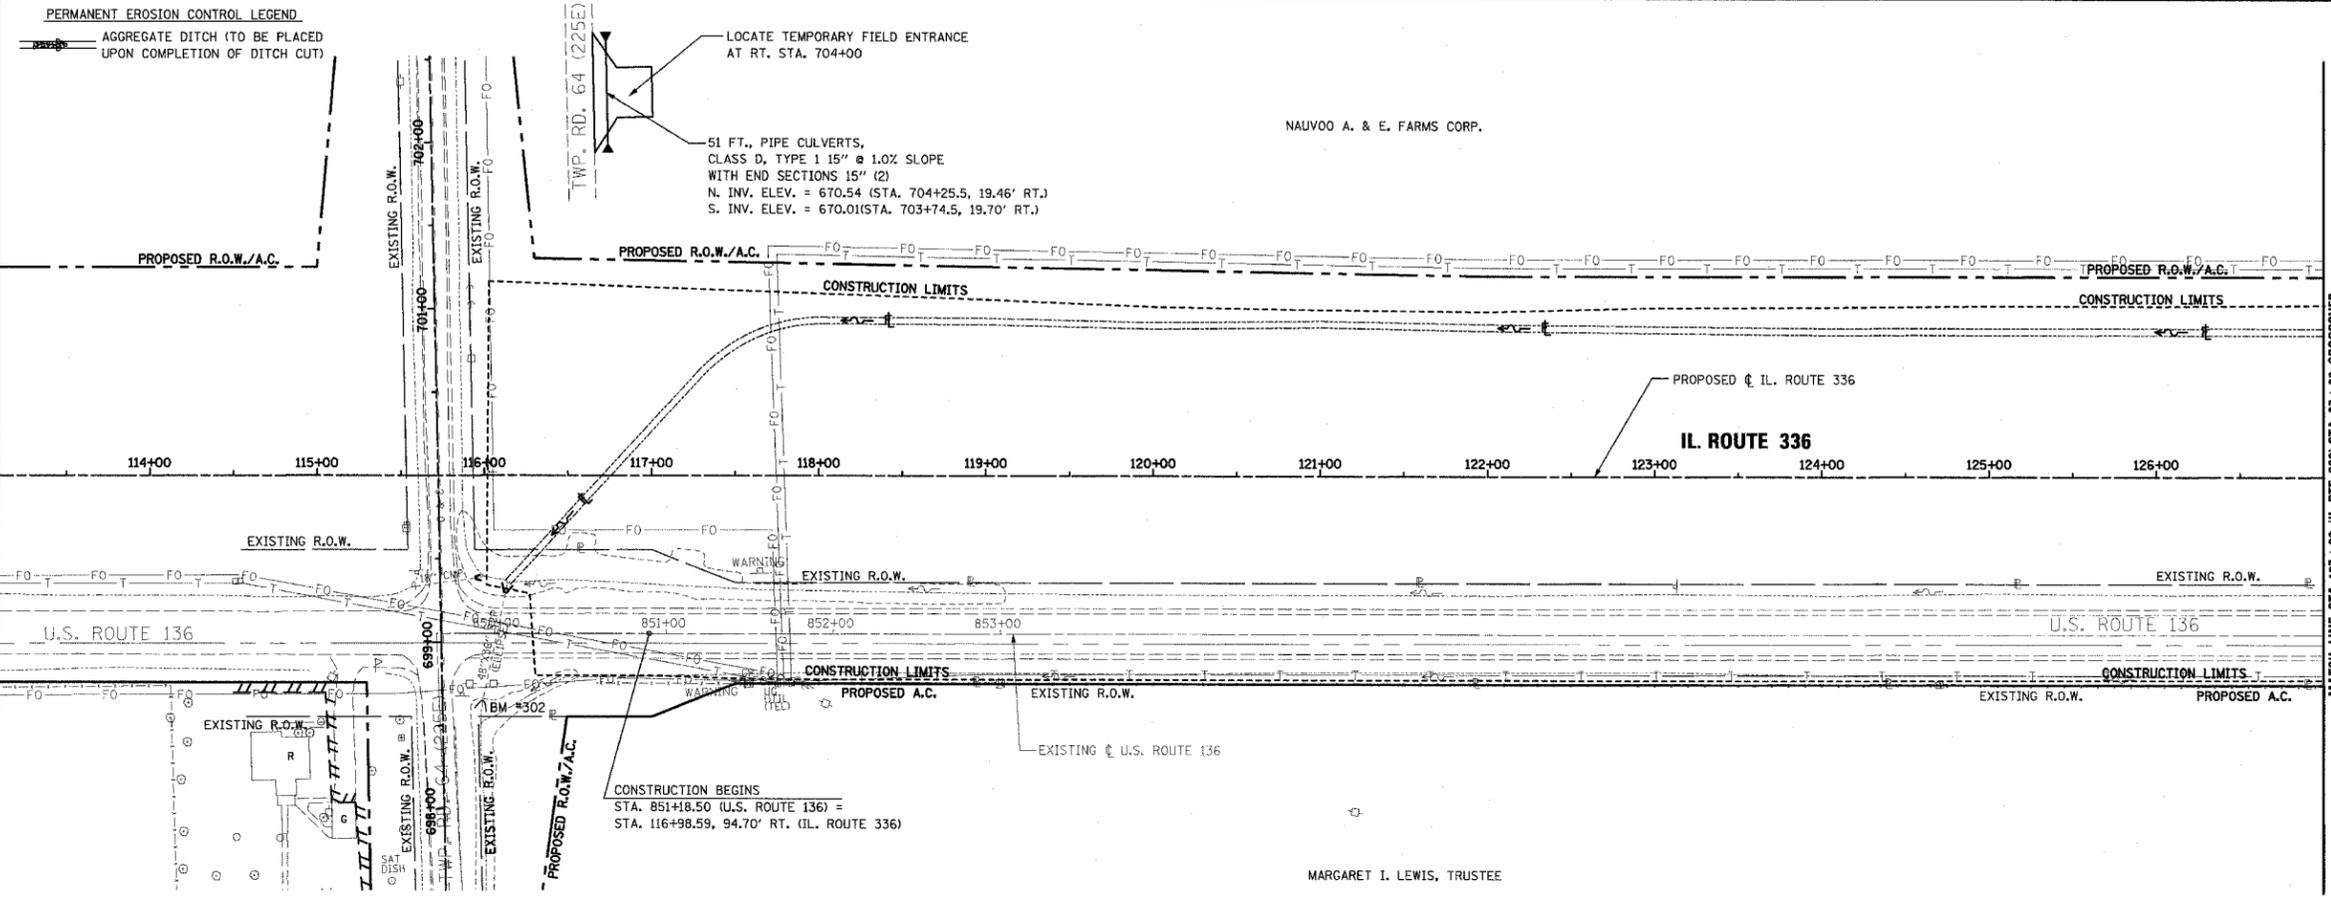 PERMANENT EROSION CONTROL LEGEND
AGGREGATE DITCH (TO BE PLACED
UPON COMPLETION OF DITCH CUT)
TWP. RD. 64 (225E)
LOCATE TEMPORARY FIELD ENTRANCE
AT RT. STA. 704+00
51 FT., PIPE CULVERTS,
CLASS D, TYPE 1 15" @ 1.0% SLOPE
WITH END SECTIONS 15" (2)
N. INV. ELEV. = 670.54 (STA. 704+25.5, 19.46' RT.)
S. INV. ELEV. = 670.01(STA. 703+74.5, 19.70' RT.)
NAUVOO A. & E. FARMS CORP.
702+00
EXISTING R.O.W.
EXISTING R.O.W.
PROPOSED R.O.W./A.C.
PROPOSED R.O.W./A.C.
PROPOSED R.O.W./A.C.
CONSTRUCTION LIMITS
CONSTRUCTION LIMITS
701+00
PROPOSED ℄ IL. ROUTE 336
IL. ROUTE 336
114+00 115+00 116+00 117+00 118+00 119+00 120+00 121+00 122+00 123+00 124+00 125+00 126+00
EXISTING R.O.W.
WARNING
EXISTING R.O.W.
EXISTING R.O.W.
U.S. ROUTE 136
699+00
851+00 852+00 853+00
U.S. ROUTE 136
CONSTRUCTION LIMITS
CONSTRUCTION LIMITS
WARNING
PROPOSED A.C.
EXISTING R.O.W.
EXISTING R.O.W.
PROPOSED A.C.
(TEL)
BM #302
EXISTING R.O.W.
R
G
EXISTING R.O.W.
698+00
EXISTING R.O.W.
PROPOSED R.O.W./A.C.
EXISTING ℄ U.S. ROUTE 136
CONSTRUCTION BEGINS
STA. 851+18.50 (U.S. ROUTE 136) =
STA. 116+98.59, 94.70' RT. (IL. ROUTE 336)
SAT
DISH
MARGARET I. LEWIS, TRUSTEE